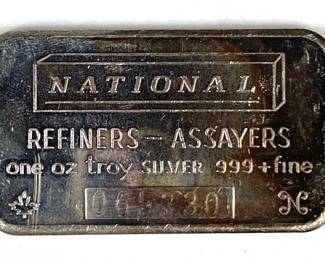 NATIONAL
REFINERS — ASSAYERS
one oz troy SILVER 999+fine
N